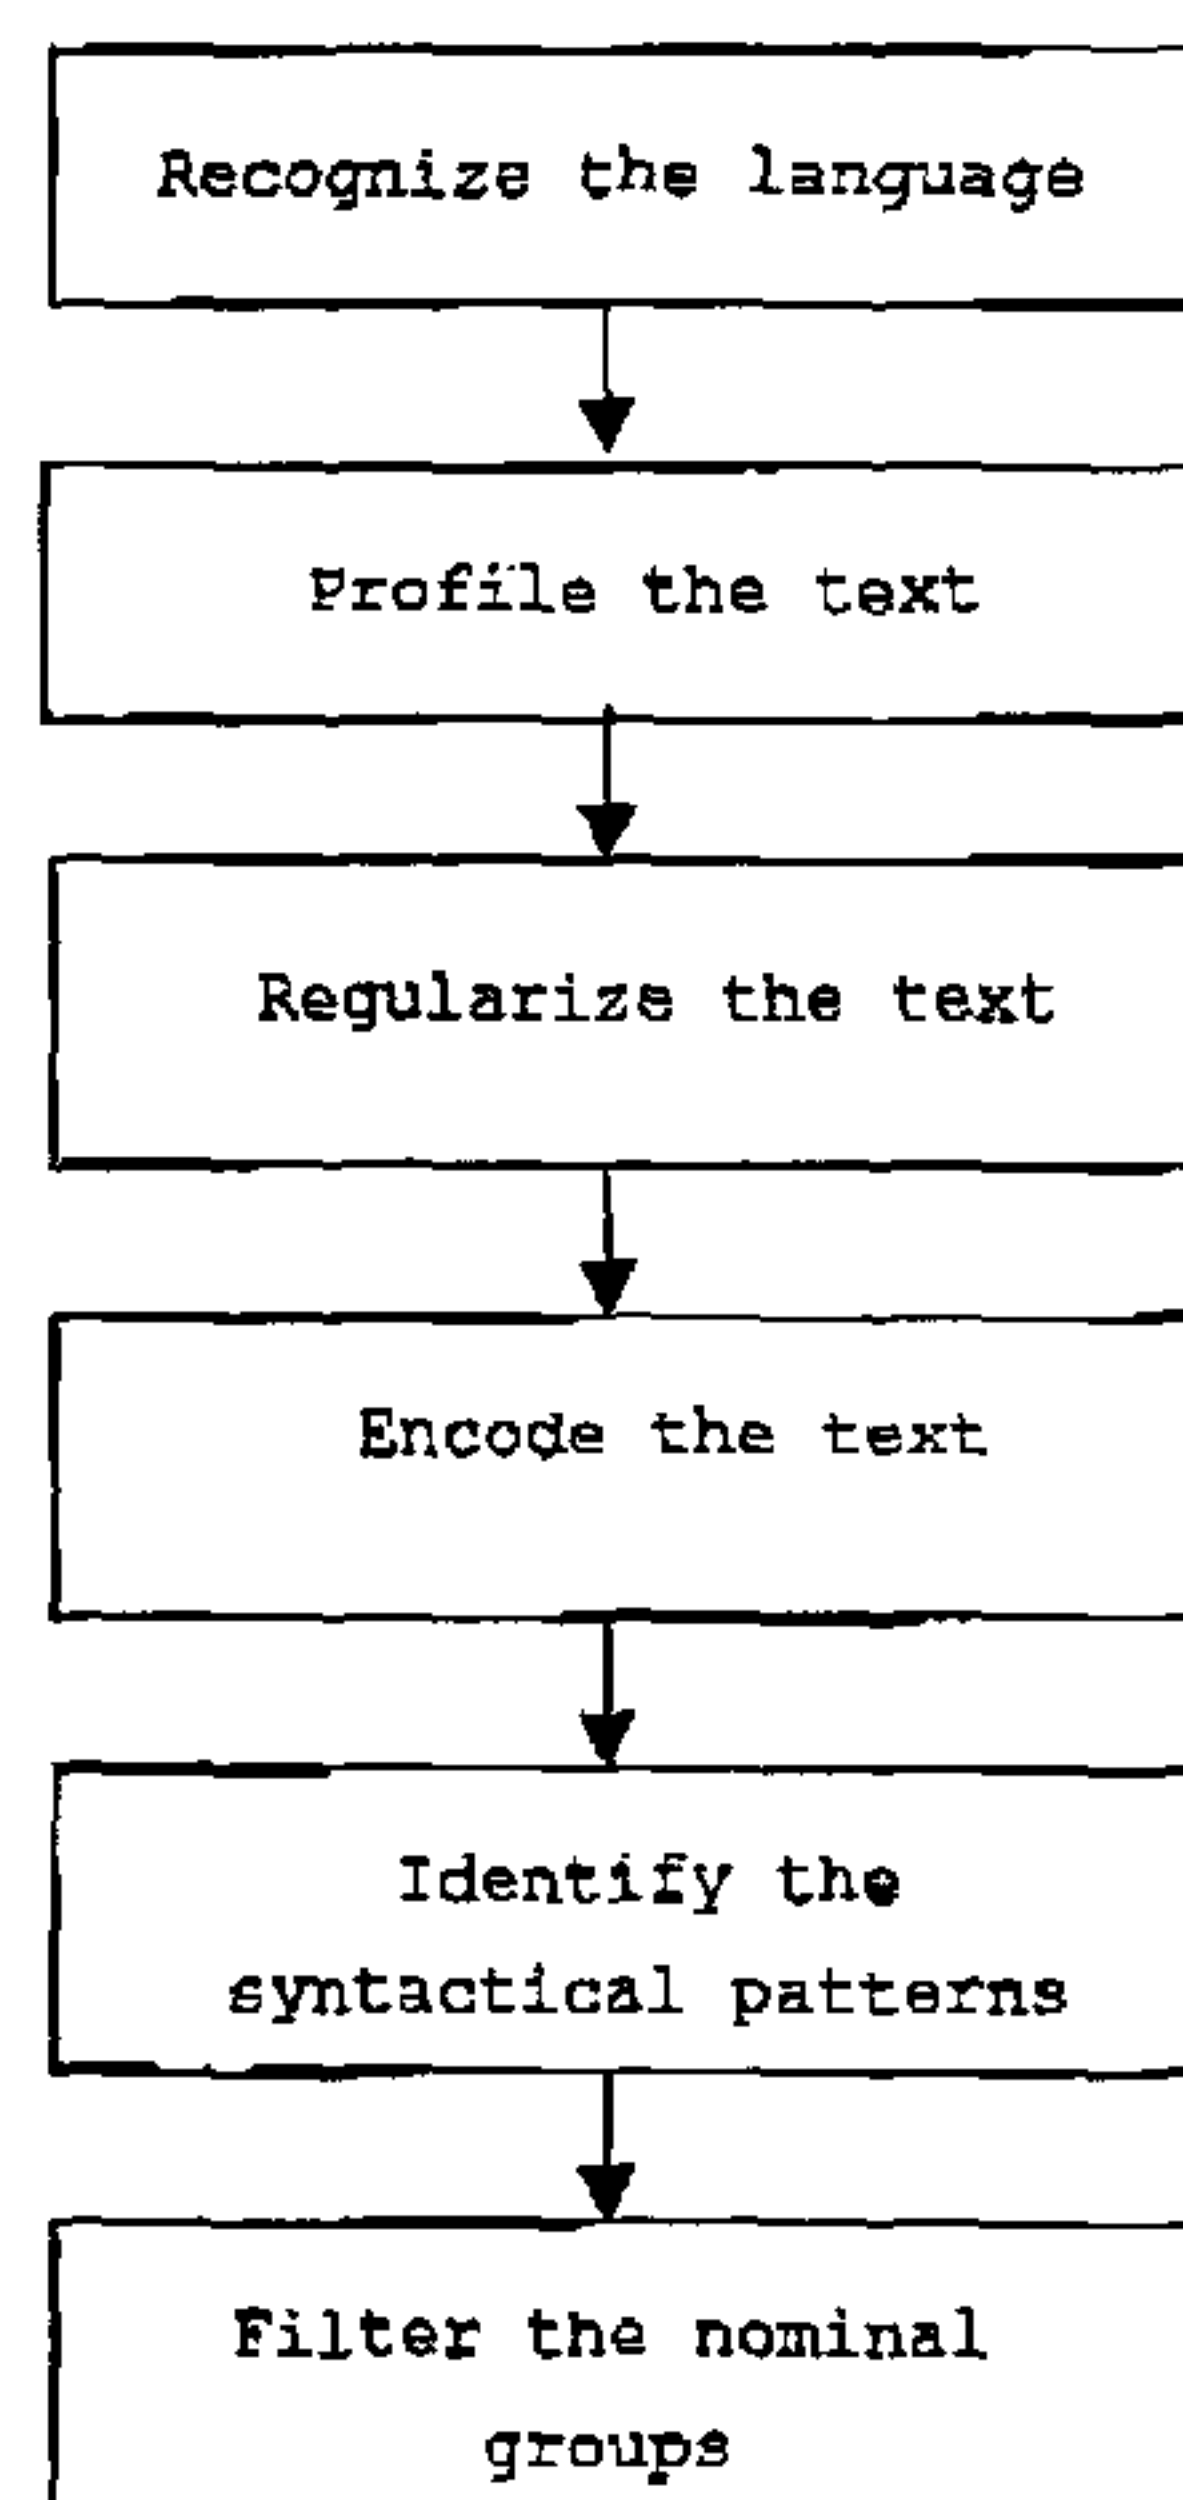 Recognize the language
Profile the text
Regularize the text
Encode the text
Identify the
syntactical patterns
Filter the nominal
groups